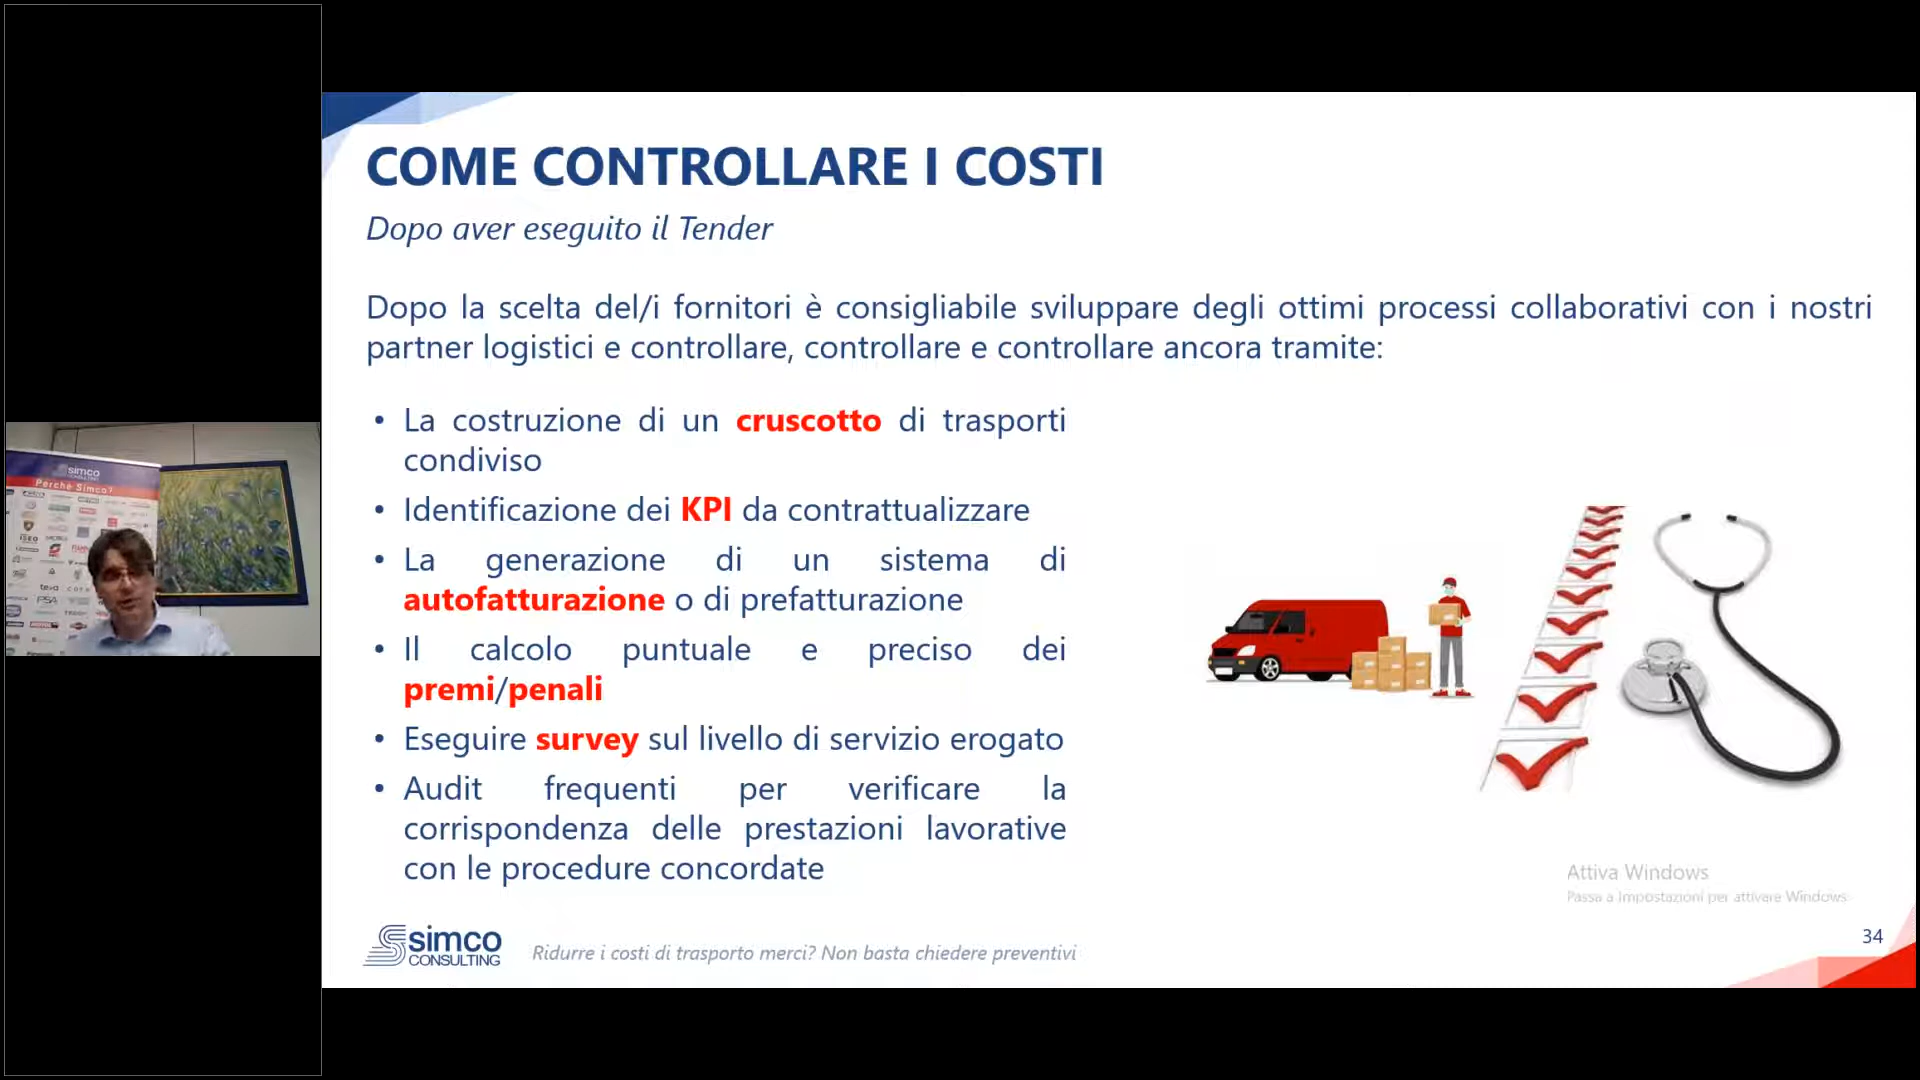 COME CONTROLLARE I COSTI
Dopo aver eseguito il Tender
Dopo la scelta del/i fornitori è consigliabile sviluppare degli ottimi processi collaborativi con i nostri
partner logistici e controllare, controllare e controllare ancora tramite:
• La costruzione di un cruscotto di trasporti
condiviso
• Identificazione dei KPI da contrattualizzare
• La generazione di un sistema di
autofatturazione o di prefatturazione
• Il calcolo puntuale e preciso dei
premi/penali
• Eseguire survey sul livello di servizio erogato
• Audit frequenti per verificare la
corrispondenza delle prestazioni lavorative
con le procedure concordate
Attiva Windows
Passa a Impostazioni per attivare Windows
simco
CONSULTING
Ridurre i costi di trasporto merci? Non basta chiedere preventivi
34
simco
CONSULTING
Perché Simco?
ISEO
teva
PSA